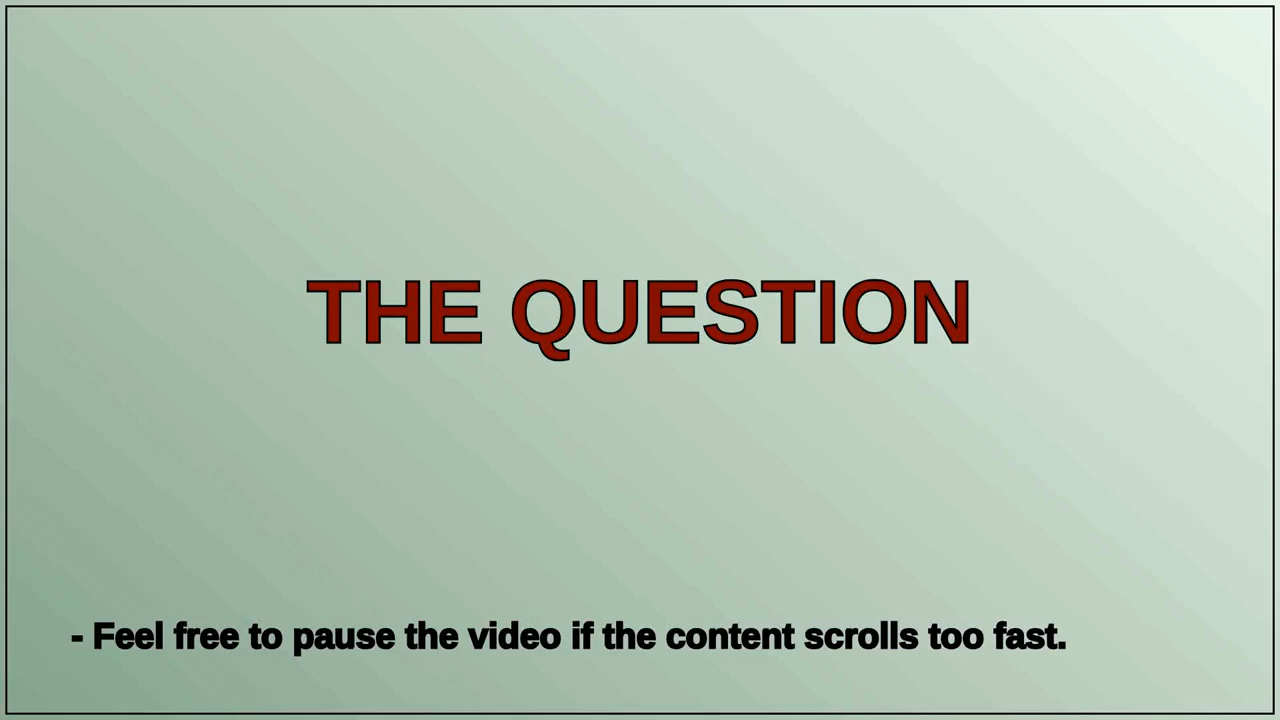 THE QUESTION
- Feel free to pause the video if the content scrolls too fast.